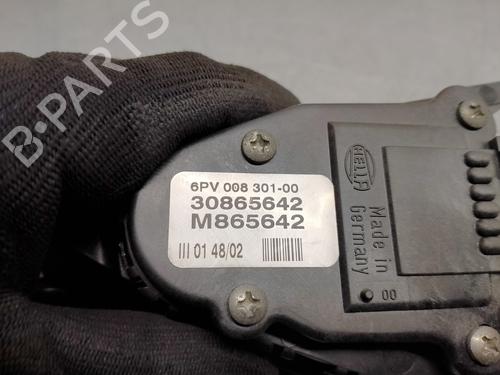 B-PARTS
6PV 008 301-00
30865642
M865642
III 01 48/02
HELLA
Made in
Germany
00